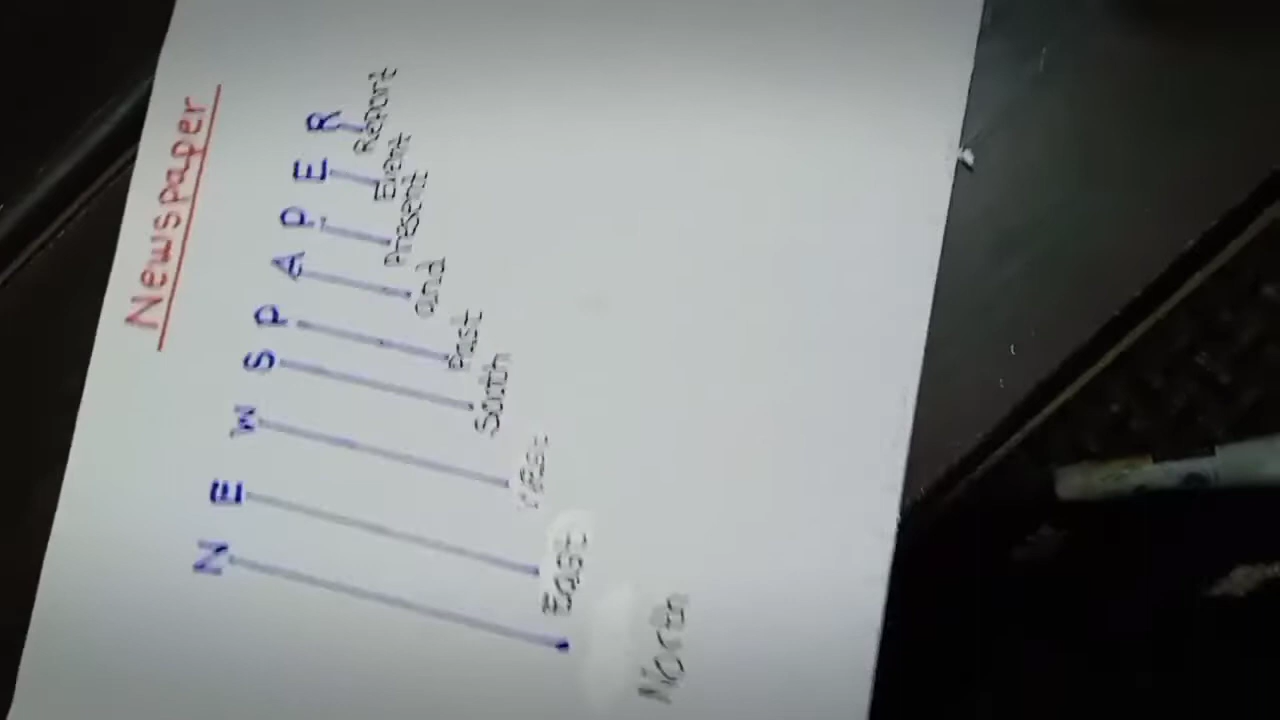 Newspaper
N E W S P A P E R
North
East
West
South
past
and
Present
Event
Report